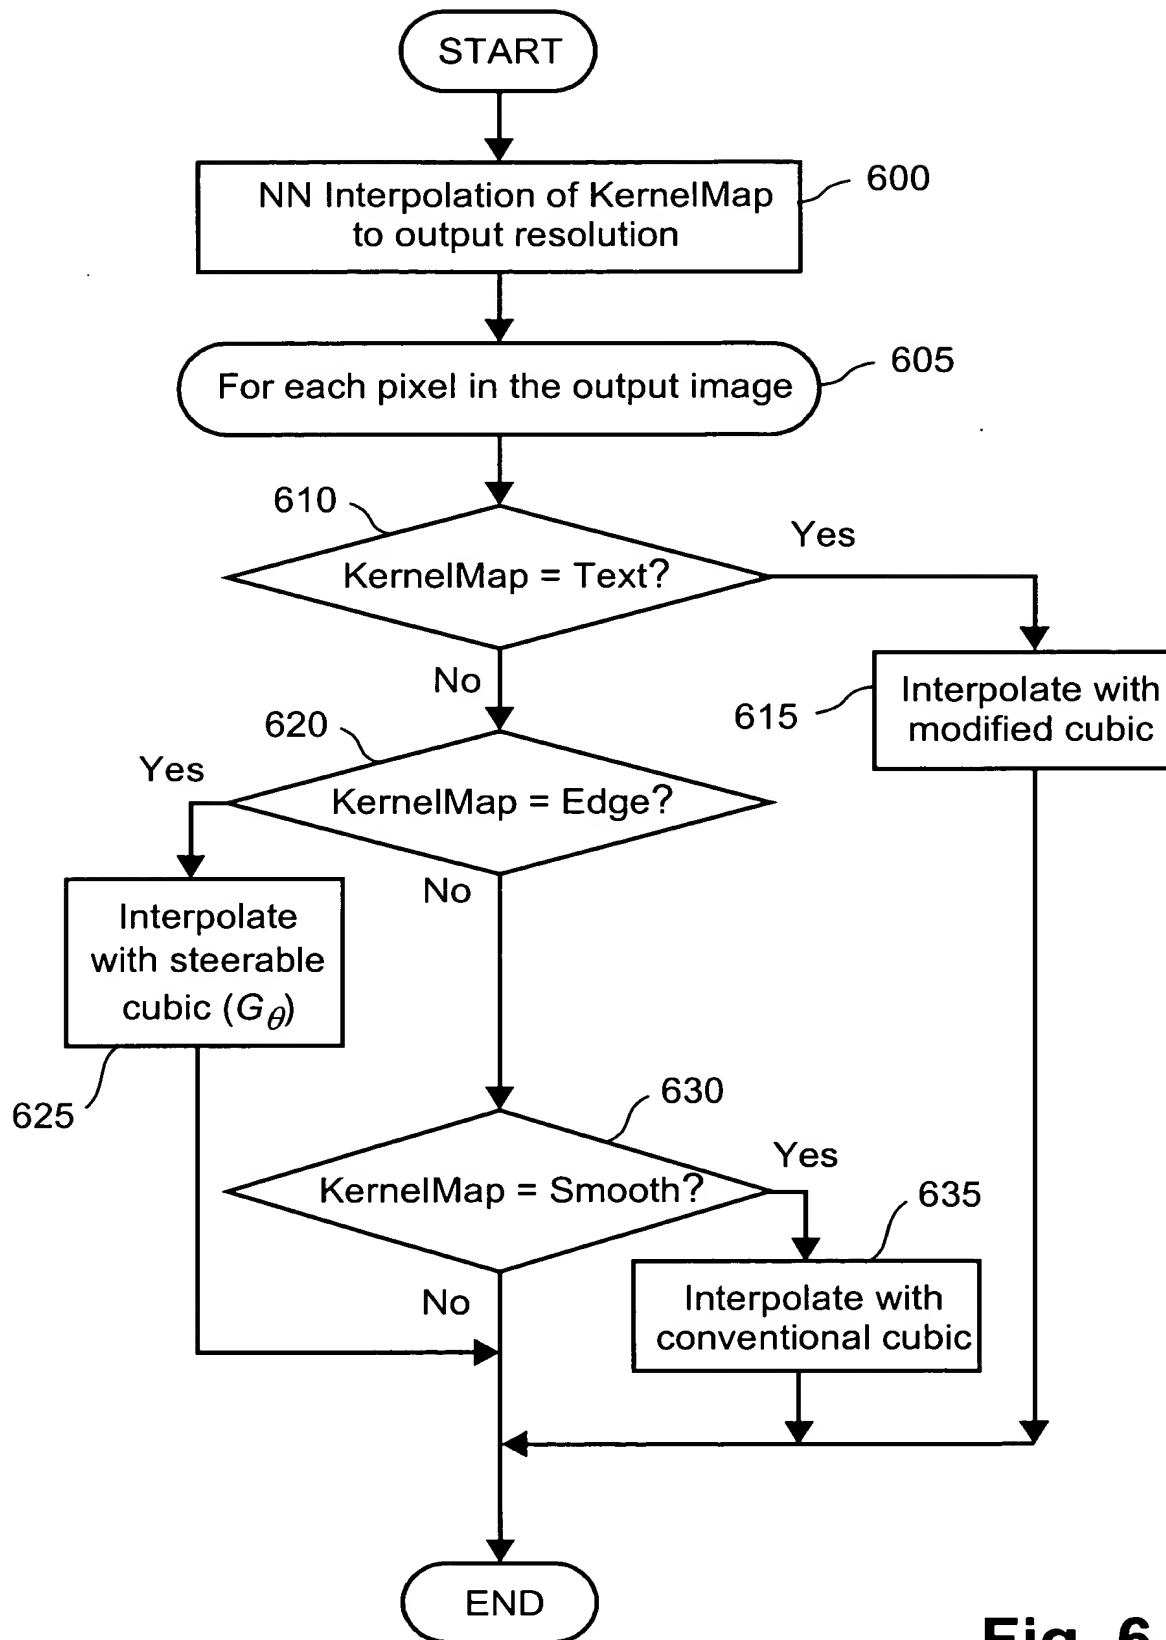 START
NN Interpolation of KernelMap
to output resolution
600
For each pixel in the output image
605
610
KernelMap = Text?
Yes
No
615
Interpolate with
modified cubic
620
Yes
KernelMap = Edge?
No
Interpolate
with steerable
cubic (Gθ)
625
630
KernelMap = Smooth?
Yes
635
No
Interpolate with
conventional cubic
END
Fig. 6